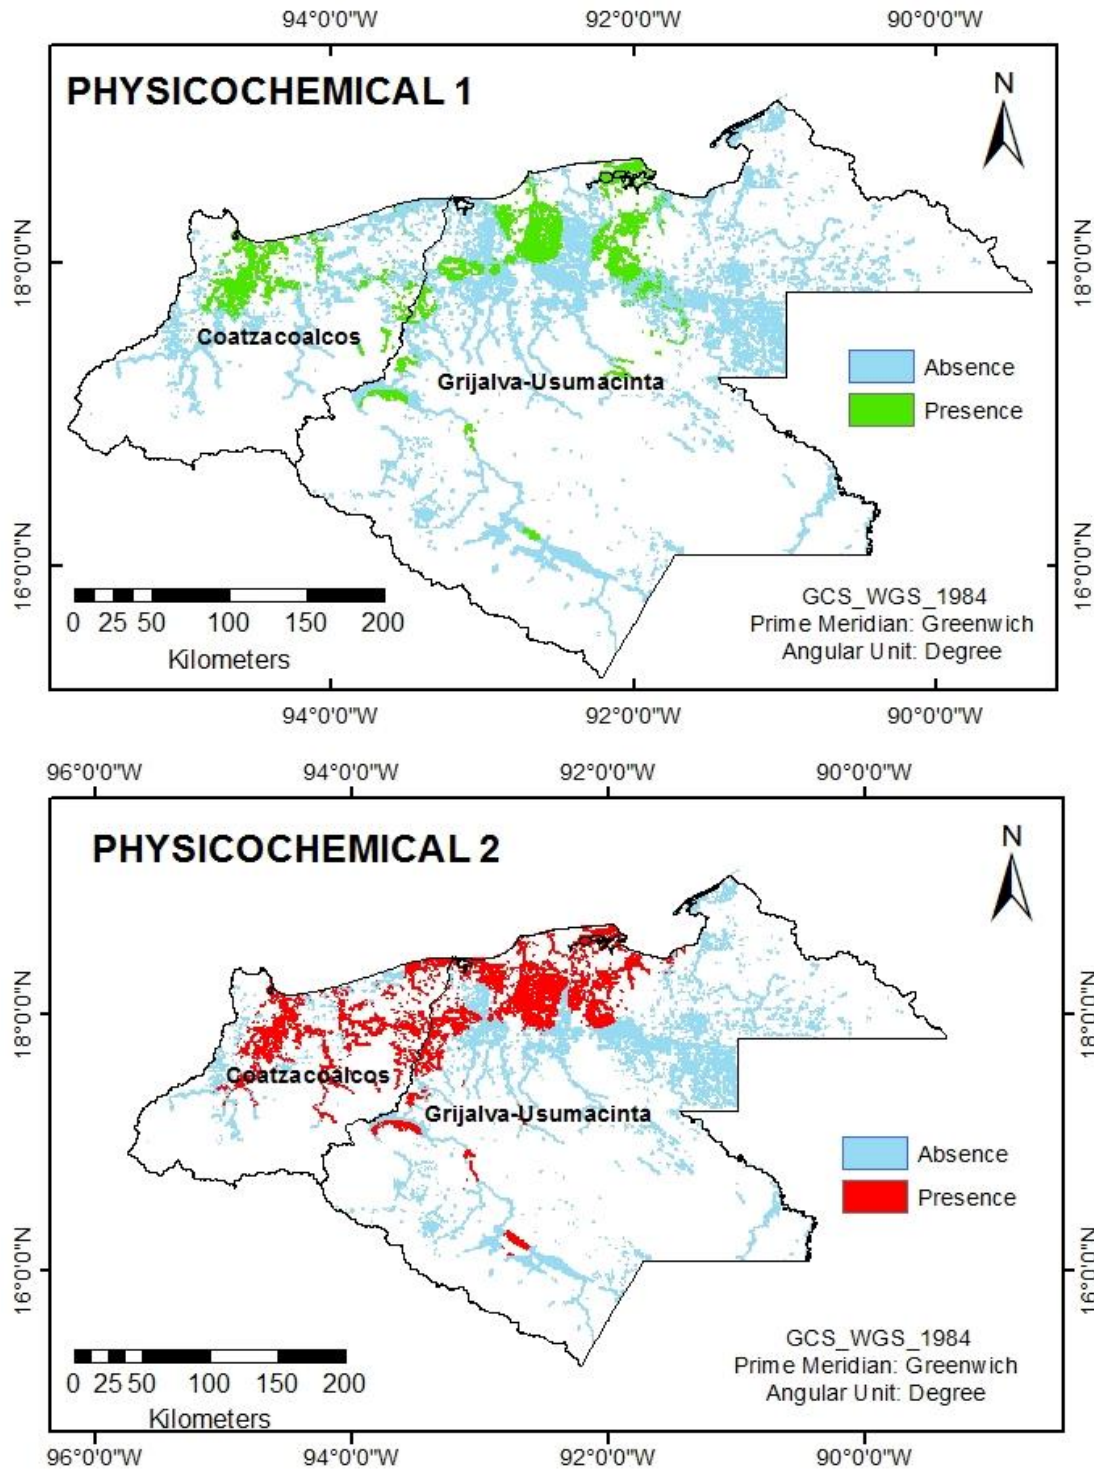 94°0'0"W 92°0'0"W 90°0'0"W
PHYSICOCHEMICAL 1
N
18°0'0"N
18°0'0"N
Coatzacoalcos
Grijalva-Usumacinta
Absence
Presence
16°0'0"N
16°0'0"N
0 25 50 100 150 200
Kilometers
GCS_WGS_1984
Prime Meridian: Greenwich
Angular Unit: Degree
94°0'0"W 92°0'0"W 90°0'0"W
96°0'0"W 94°0'0"W 92°0'0"W 90°0'0"W
PHYSICOCHEMICAL 2
N
18°0'0"N
18°0'0"N
Coatzacoalcos
Grijalva-Usumacinta
Absence
Presence
16°0'0"N
16°0'0"N
0 25 50 100 150 200
Kilometers
GCS_WGS_1984
Prime Meridian: Greenwich
Angular Unit: Degree
96°0'0"W 94°0'0"W 92°0'0"W 90°0'0"W